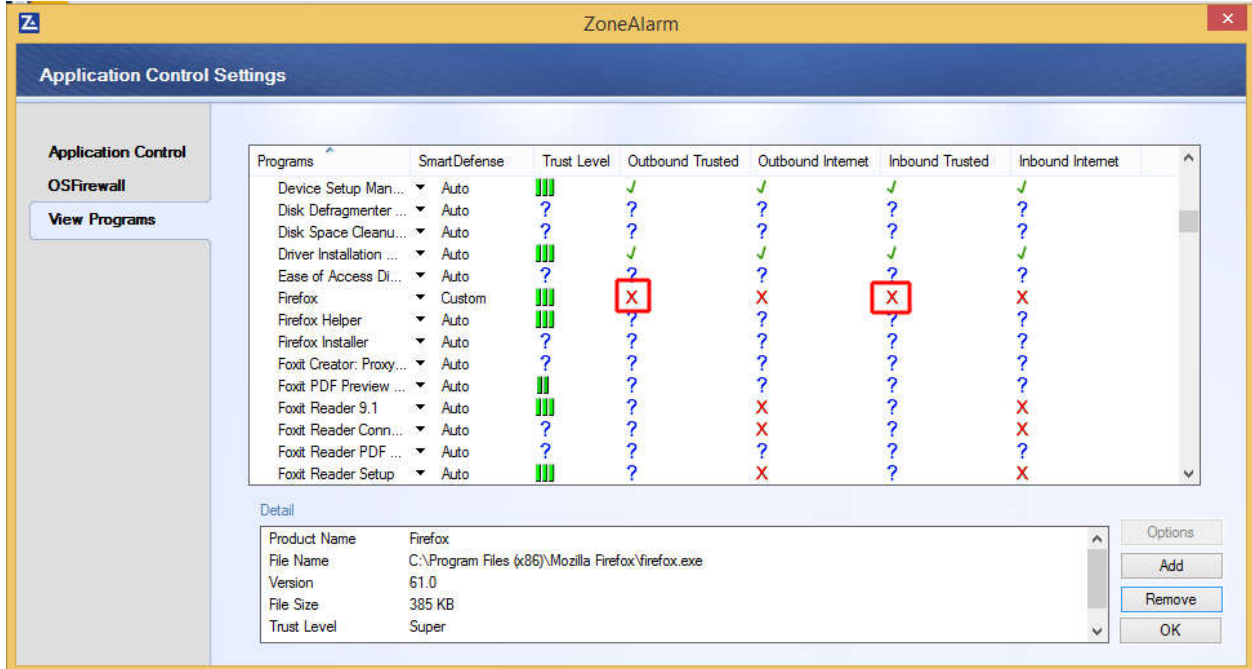 ZoneAlarm
Application Control Settings
Application Control
OSFirewall
View Programs
Programs SmartDefense Trust Level Outbound Trusted Outbound Internet Inbound Trusted Inbound Internet
Device Setup Man... Auto
Disk Defragmenter ... Auto ? ? ? ? ?
Disk Space Cleanu... Auto ? ? ? ? ?
Driver Installation ... Auto
Ease of Access Di... Auto ? ? ? ? ?
Firefox Custom X X X X
Firefox Helper Auto ? ? ? ?
Firefox Installer Auto ? ? ? ? ?
Foxit Creator: Proxy... Auto ? ? ? ? ?
Foxit PDF Preview ... Auto ? ? ? ?
Foxit Reader 9.1 Auto ? X ? X
Foxit Reader Conn... Auto ? ? X ? X
Foxit Reader PDF ... Auto ? ? ? ? ?
Foxit Reader Setup Auto ? X ? X
Detail
Product Name Firefox
File Name C:\Program Files (x86)\Mozilla Firefox\firefox.exe
Version 61.0
File Size 385 KB
Trust Level Super
Options
Add
Remove
OK